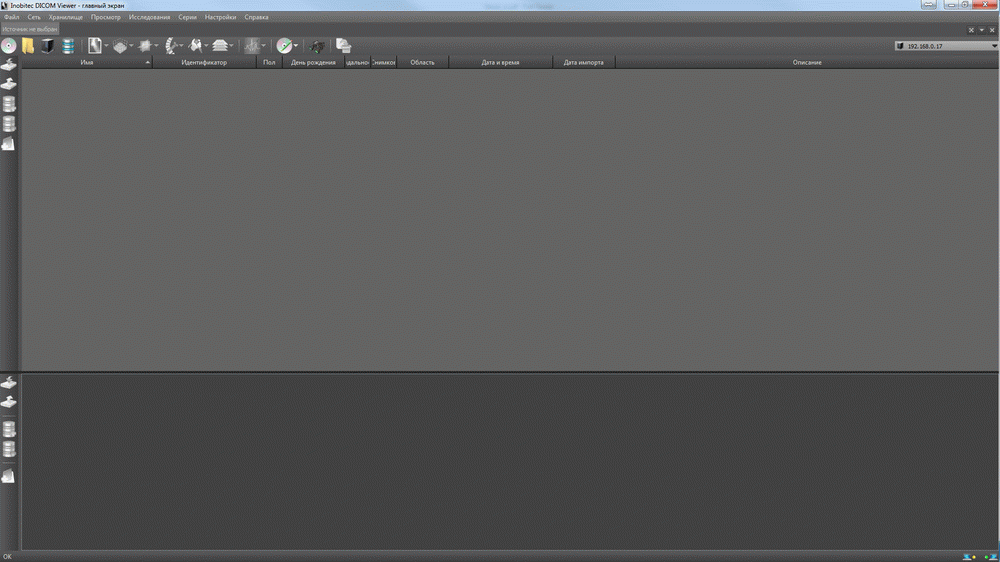 Inobitec DICOM Viewer - главный экран
Файл Сеть Хранилище Просмотр Исследования Серии Настройки Справка
Источник не выбран
192.168.0.17
Имя Идентификатор Пол День рождения дально Снимко Область Дата и время Дата импорта Описание
OK